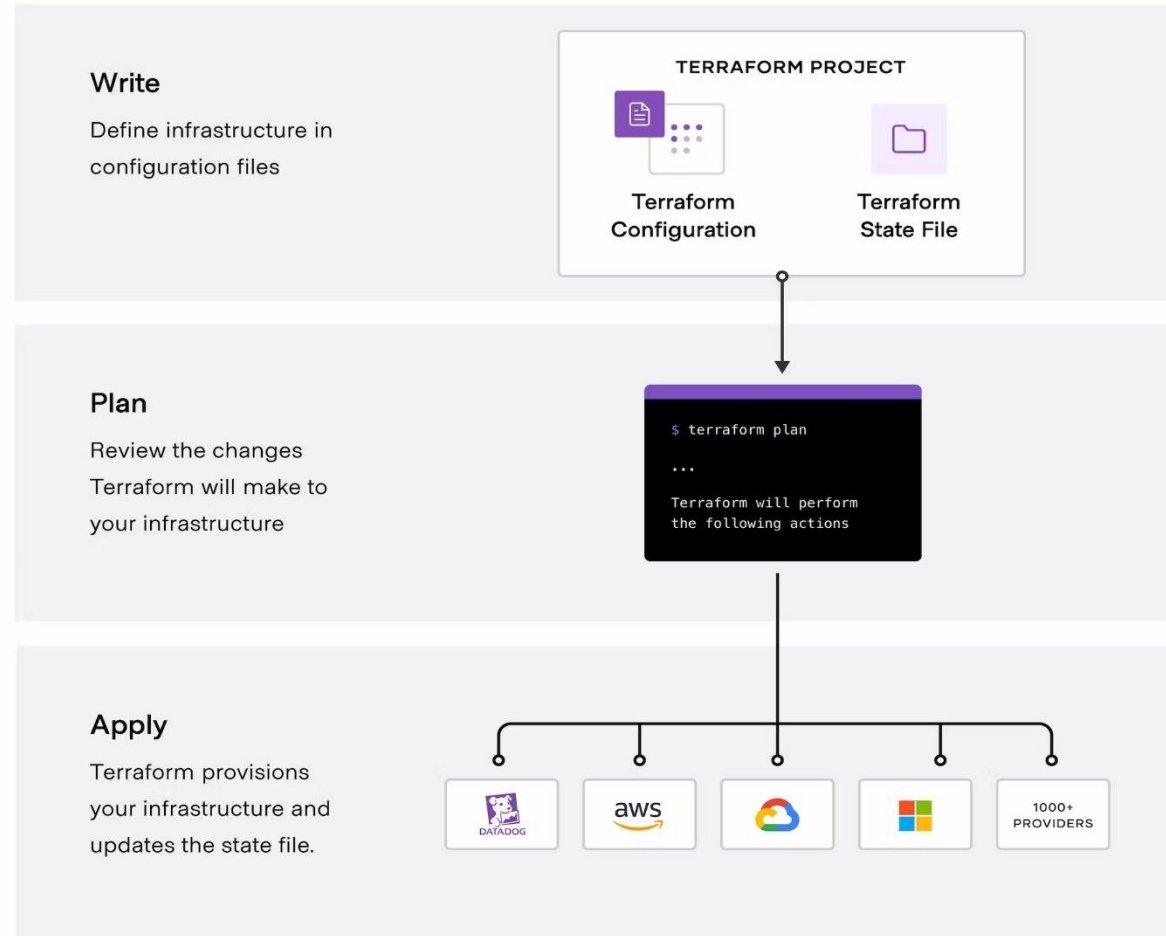 Write
Define infrastructure in
configuration files
TERRAFORM PROJECT
Terraform
Configuration
Terraform
State File
Plan
Review the changes
Terraform will make to
your infrastructure
$ terraform plan
...
Terraform will perform
the following actions
Apply
Terraform provisions
your infrastructure and
updates the state file.
DATADOG
aws
1000+
PROVIDERS